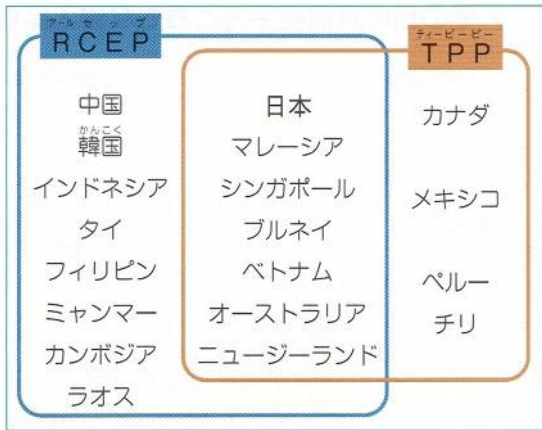 アールセップ
RCEP
ティーピーピー
TPP
中国
かんこく
韓国
インドネシア
タイ
フィリピン
ミャンマー
カンボジア
ラオス
日本
マレーシア
シンガポール
ブルネイ
ベトナム
オーストラリア
ニュージーランド
カナダ
メキシコ
ペルー
チリ